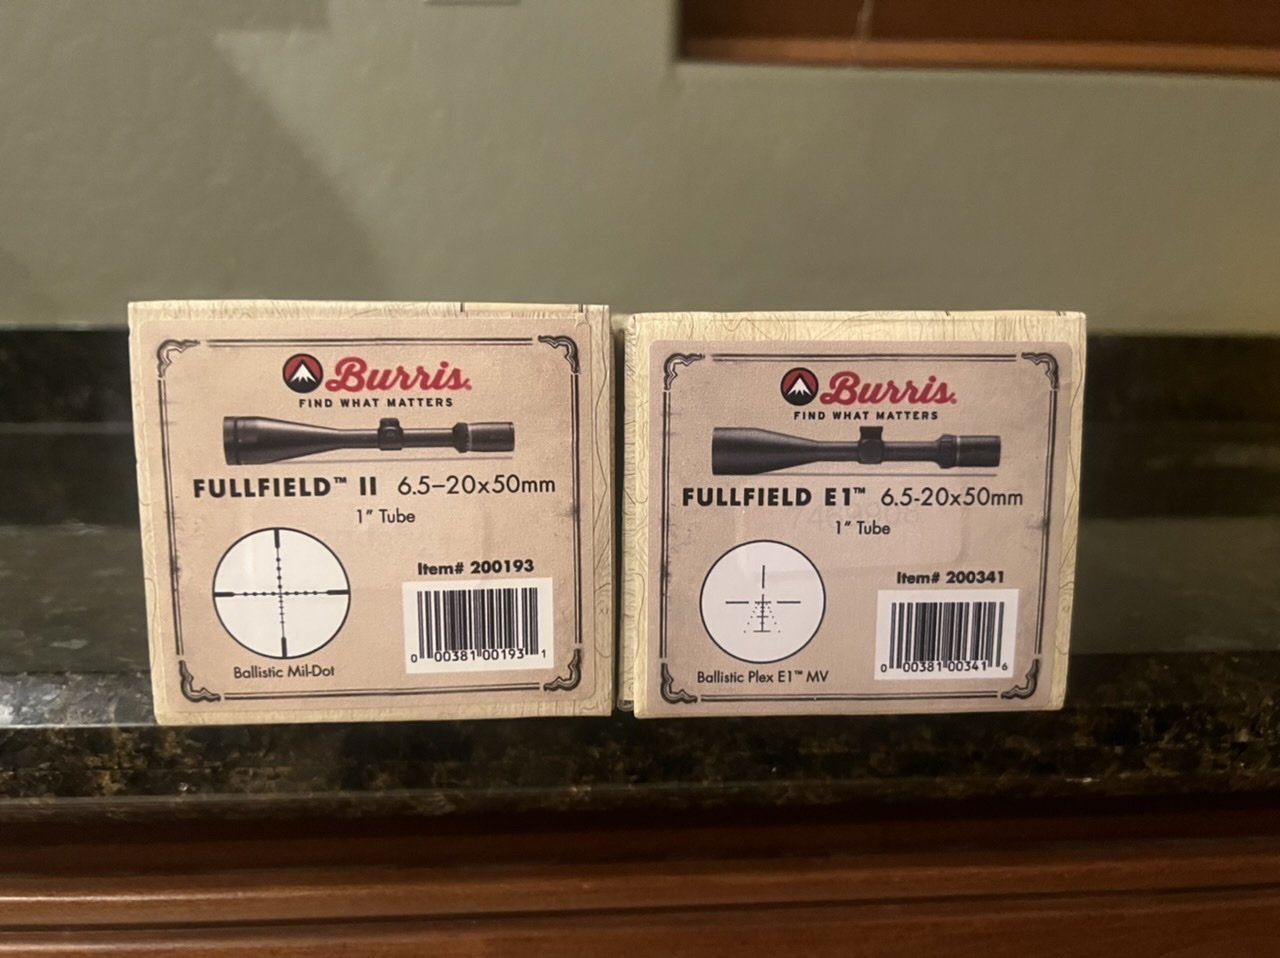 Burris.
FIND WHAT MATTERS
FULLFIELD™ II 6.5–20x50mm
1” Tube
Item# 200193
0 00381 00193 1
Ballistic Mil-Dot
Burris.
FIND WHAT MATTERS
FULLFIELD E1™ 6.5-20x50mm
1” Tube
Item# 200341
0 00381 00341 6
Ballistic Plex E1™ MV